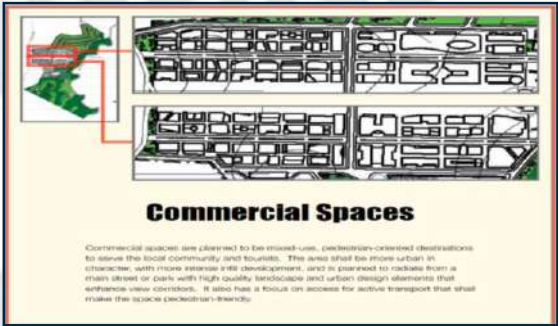 Commercial Spaces
Commercial spaces are planned to be mixed-use, pedestrian-oriented destinations
to serve the local community and tourists. The area shall be more urban in
character, with more intense infill development, and is planned to radiate from a
main street or park with high quality landscape and urban design elements that
enhance view corridors. It also has a focus on access for active transport that shall
make the space pedestrian-friendly.